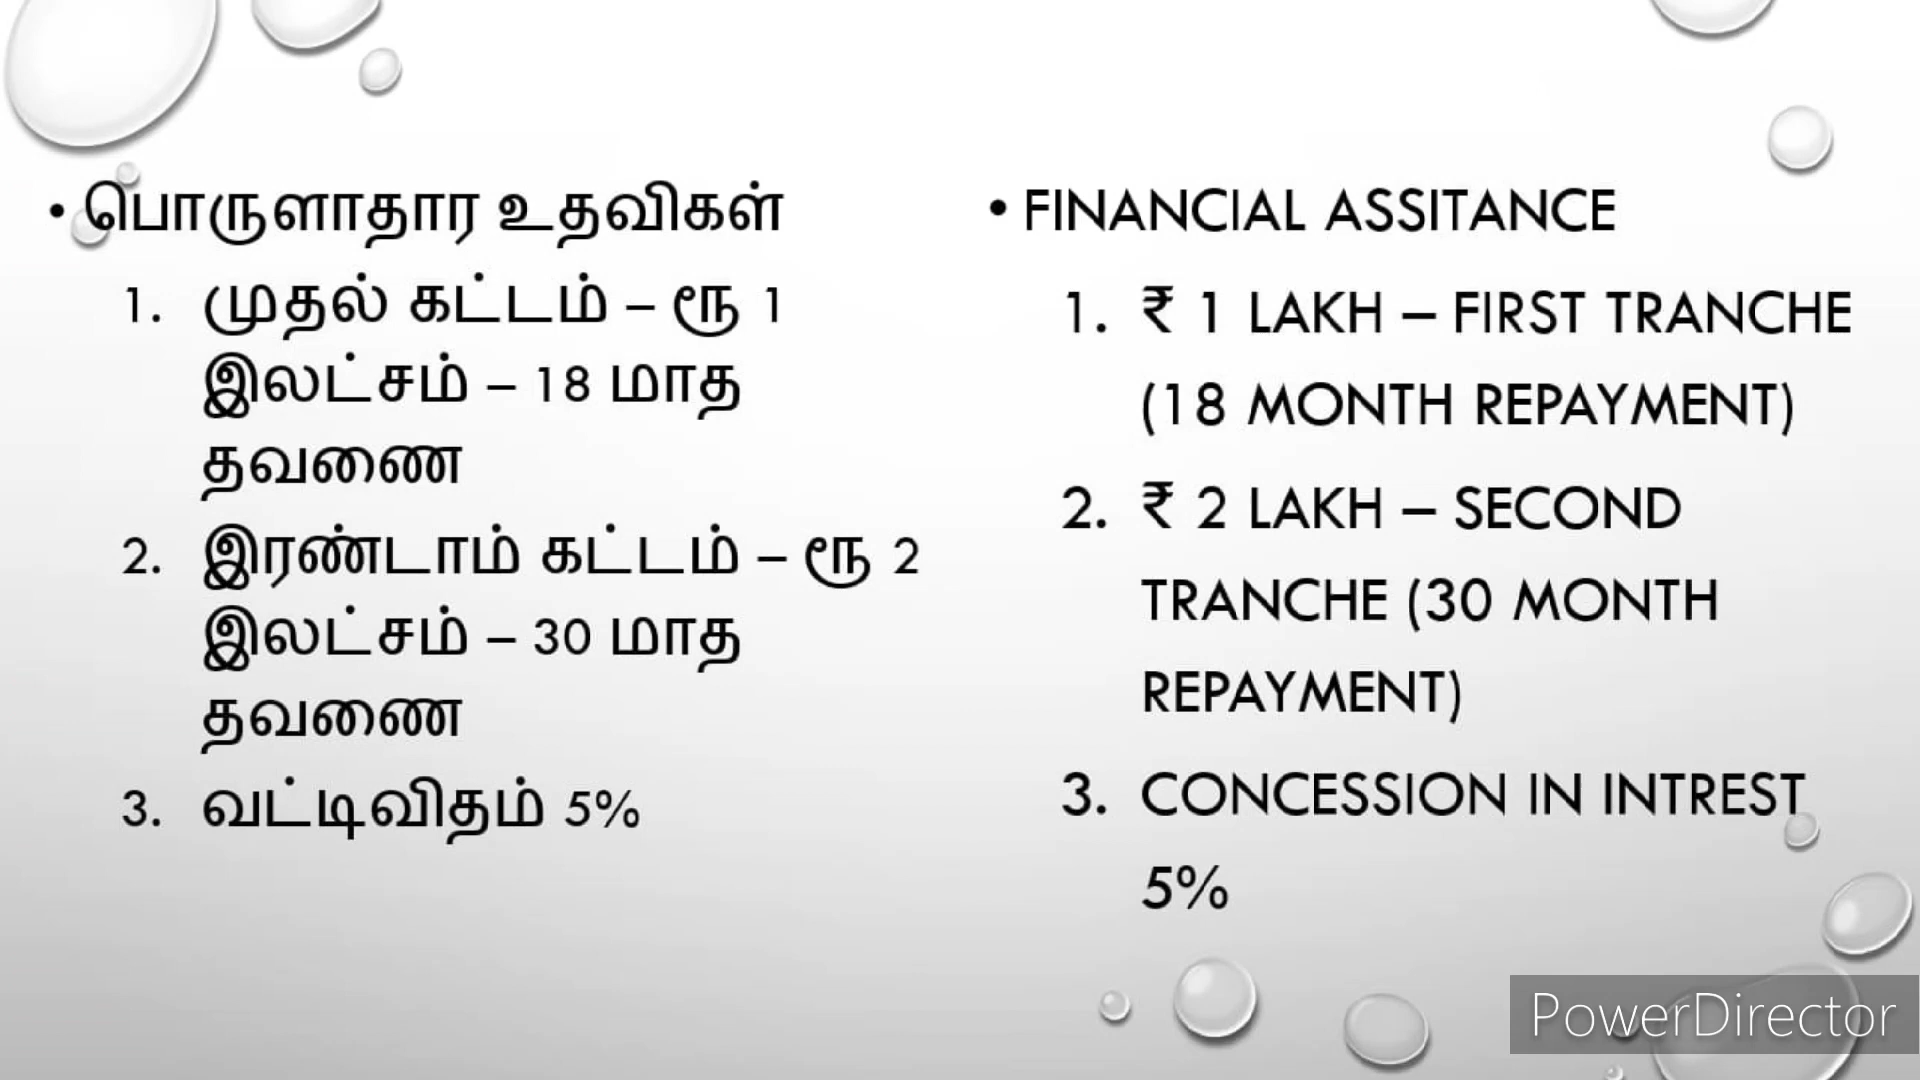 • பொருளாதார உதவிகள்
1. முதல் கட்டம் – ரூ 1
இலட்சம் – 18 மாத
தவணை
2. இரண்டாம் கட்டம் – ரூ 2
இலட்சம் – 30 மாத
தவணை
3. வட்டிவிதம் 5%
• FINANCIAL ASSITANCE
1. ₹ 1 LAKH – FIRST TRANCHE
(18 MONTH REPAYMENT)
2. ₹ 2 LAKH – SECOND
TRANCHE (30 MONTH
REPAYMENT)
3. CONCESSION IN INTREST
5%
PowerDirector